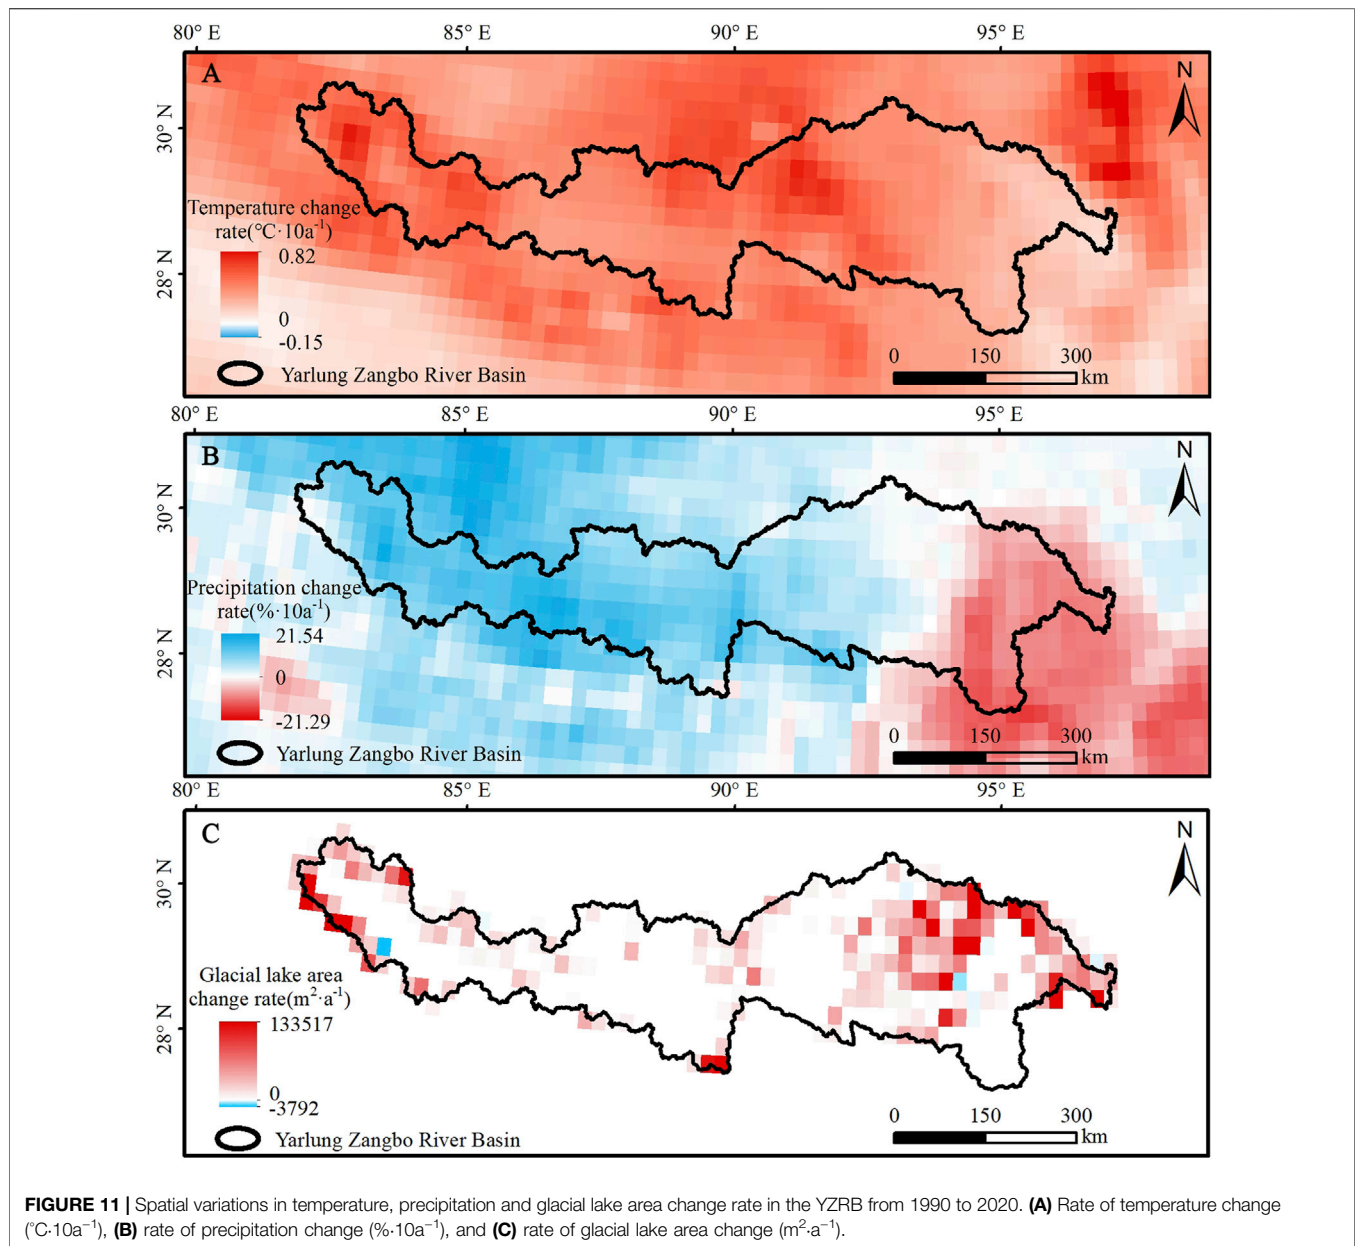 80° E 85° E 90° E 95° E
A
N
30° N
28° N
Temperature change
rate(°C·10a⁻¹)
0.82
0
-0.15
Yarlung Zangbo River Basin
0 150 300
km
80° E 85° E 90° E 95° E
B
N
30° N
28° N
Precipitation change
rate(%·10a⁻¹)
21.54
0
-21.29
Yarlung Zangbo River Basin
0 150 300
km
80° E 85° E 90° E 95° E
C
N
30° N
28° N
Glacial lake area
change rate(m²·a⁻¹)
133517
0
-3792
Yarlung Zangbo River Basin
0 150 300
km
FIGURE 11 | Spatial variations in temperature, precipitation and glacial lake area change rate in the YZRB from 1990 to 2020. (A) Rate of temperature change
(°C·10a⁻¹), (B) rate of precipitation change (%·10a⁻¹), and (C) rate of glacial lake area change (m²·a⁻¹).